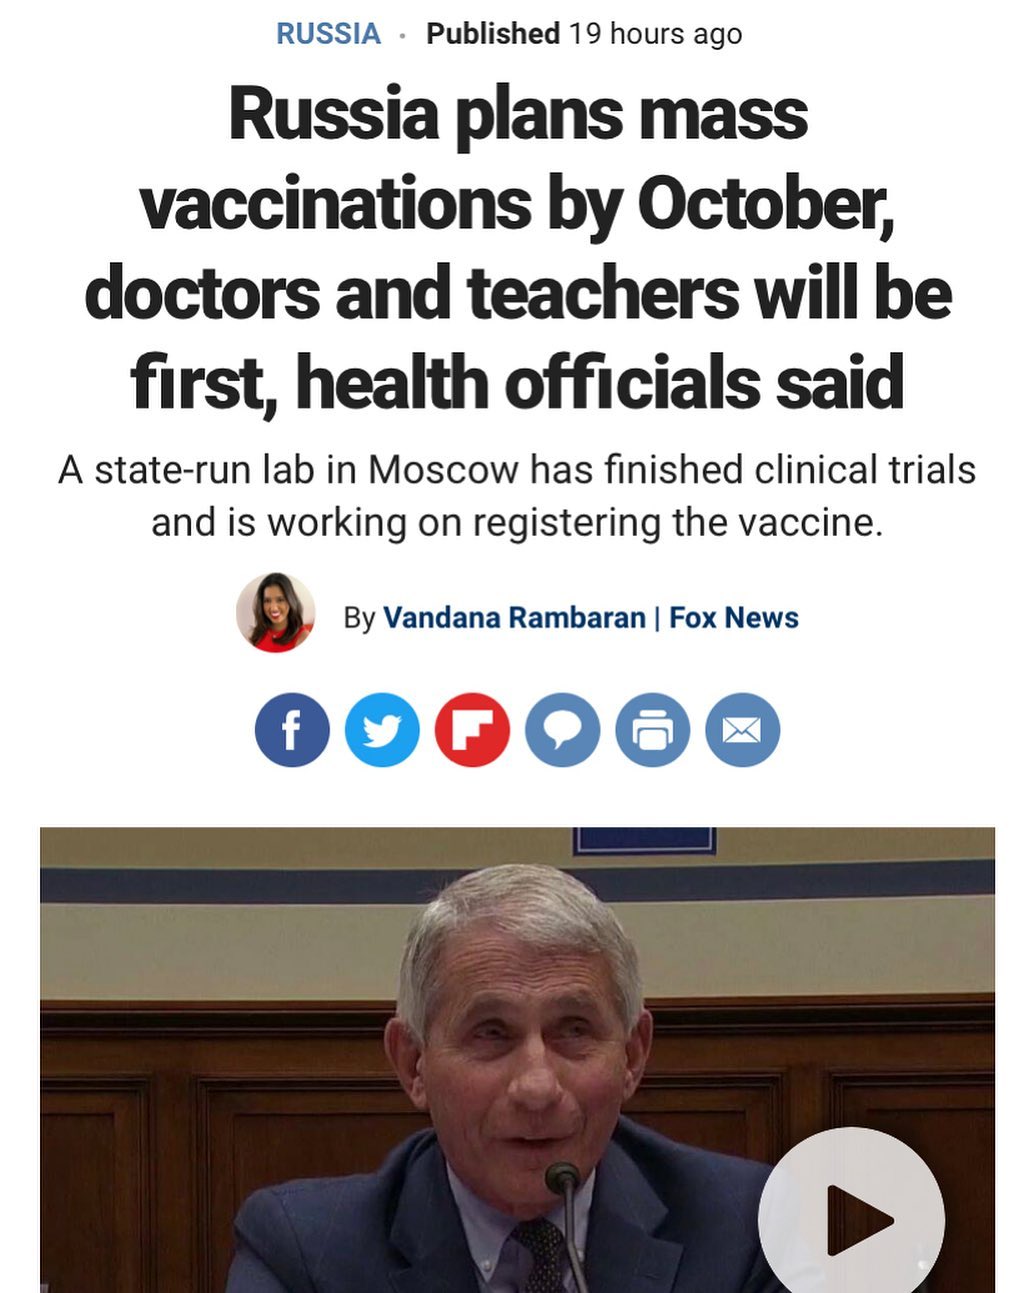 RUSSIA · Published 19 hours ago
Russia plans mass
vaccinations by October,
doctors and teachers will be
first, health officials said
A state-run lab in Moscow has finished clinical trials
and is working on registering the vaccine.
By Vandana Rambaran | Fox News